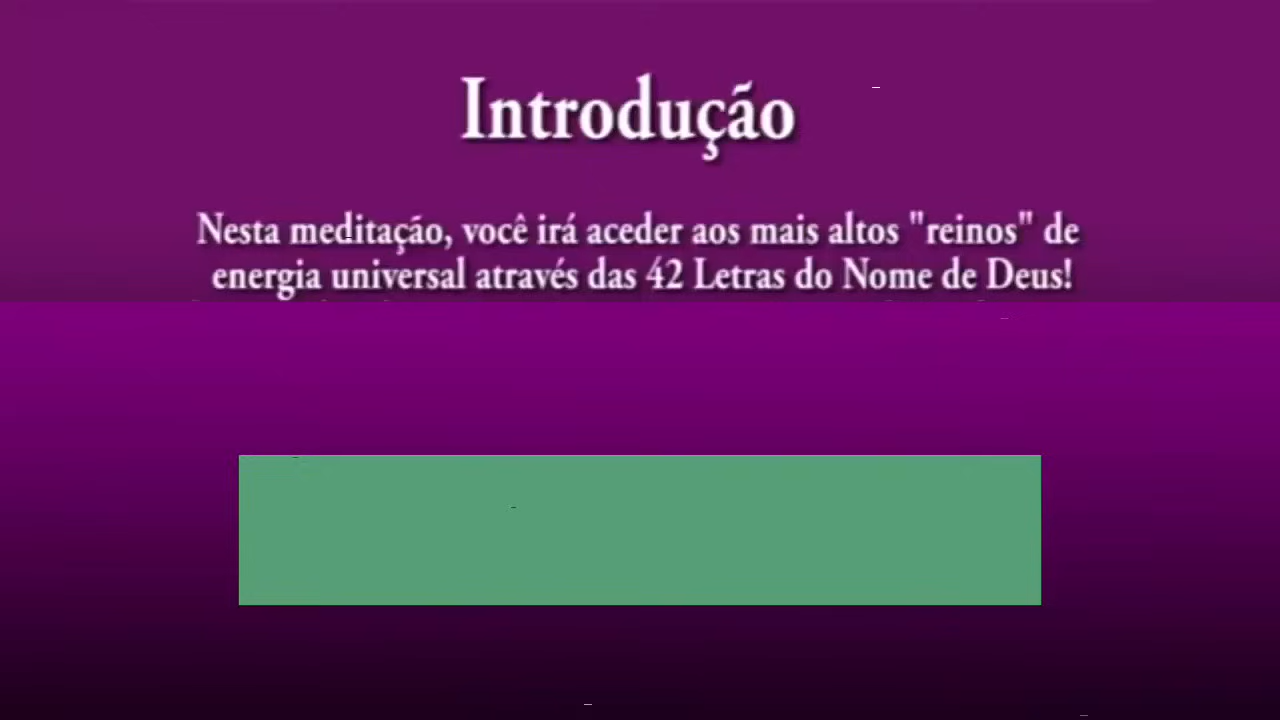 Introdução
Nesta meditação, você irá aceder aos mais altos "reinos" de
energia universal através das 42 Letras do Nome de Deus!